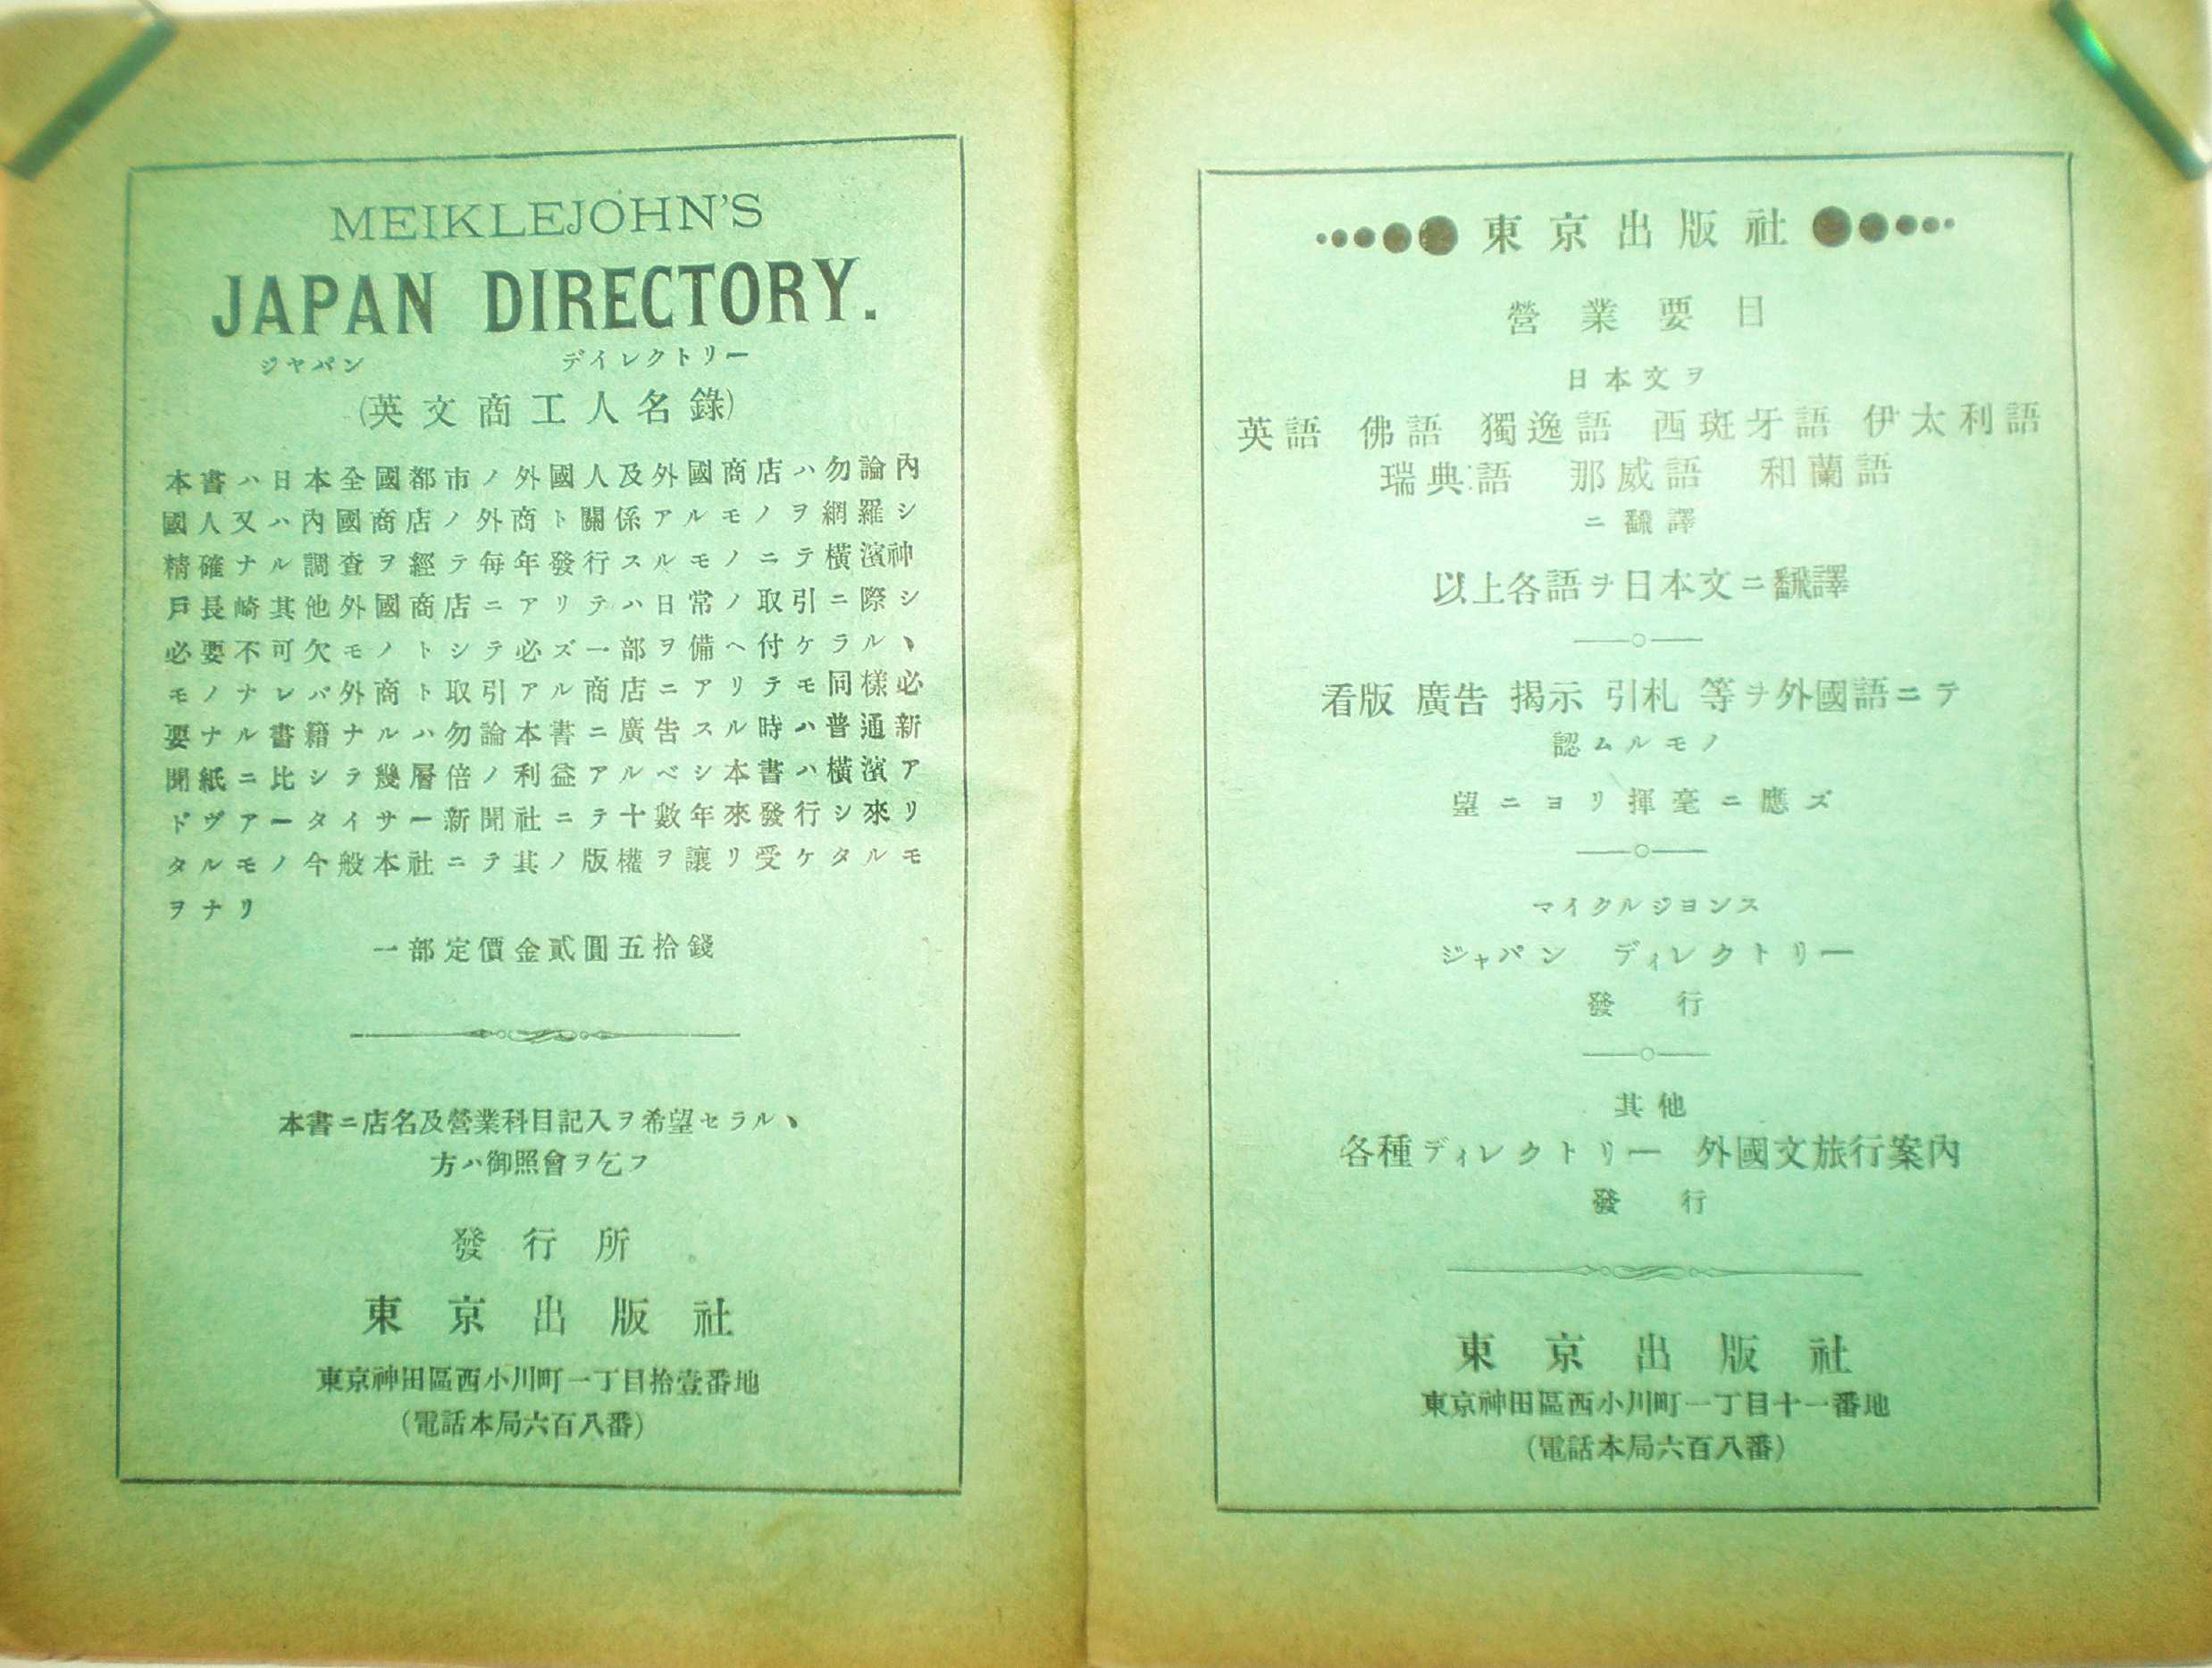 MEIKLEJOHN'S
JAPAN DIRECTORY.
ジヤパン デイレクトリー
(英文商工人名錄)
本書ハ日本全國都市ノ外國人及外國商店ハ勿論內
國人又ハ內國商店ノ外商ト關係アルモノヲ網羅シ
精確ナル調査ヲ經テ每年發行スルモノニテ橫濱神
戶長崎其他外國商店ニアリテハ日常ノ取引ニ際シ
必要不可欠モノトシテ必ズ一部ヲ備ヘ付ケラルヽ
モノナレバ外商ト取引アル商店ニアリテモ同樣必
要ナル書籍ナルハ勿論本書ニ廣告スル時ハ普通新
聞紙ニ比シテ幾層倍ノ利益アルベシ本書ハ橫濱ア
ドヴアータイサー新聞社ニテ十數年來發行シ來リ
タルモノ今般本社ニテ其ノ版權ヲ讓リ受ケタルモ
ヲナリ
一部定價金貳圓五拾錢
本書ニ店名及營業科目記入ヲ希望セラルヽ
方ハ御照會ヲ乞フ
發行所
東京出版社
東京神田區西小川町一丁目拾壹番地
(電話本局六百八番)
東京出版社
營業要目
日本文ヲ
英語 佛語 獨逸語 西斑牙語 伊太利語
瑞典語 那威語 和蘭語
ニ飜譯
以上各語ヲ日本文ニ飜譯
看版 廣告 揭示 引札 等ヲ外國語ニテ
認ムルモノ
望ニヨリ揮毫ニ應ズ
マイクルジヨンス
ジャパン ディレクトリー
發行
其他
各種ディレクトリー 外國文旅行案內
發行
東京出版社
東京神田區西小川町一丁目十一番地
(電話本局六百八番)